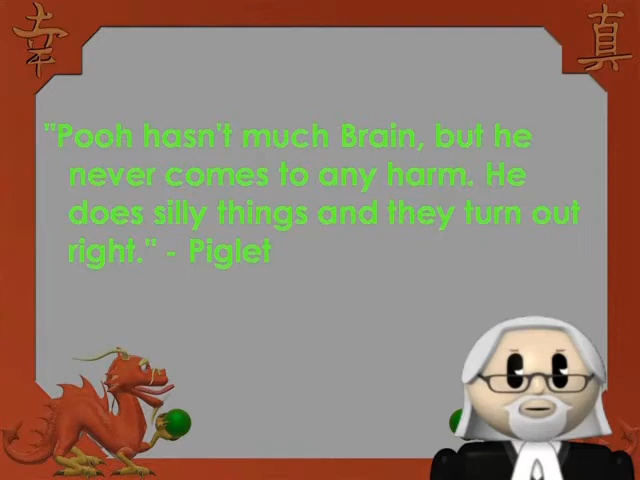 幸 真
"Pooh hasn't much Brain, but he
never comes to any harm. He
does silly things and they turn out
right." - Piglet